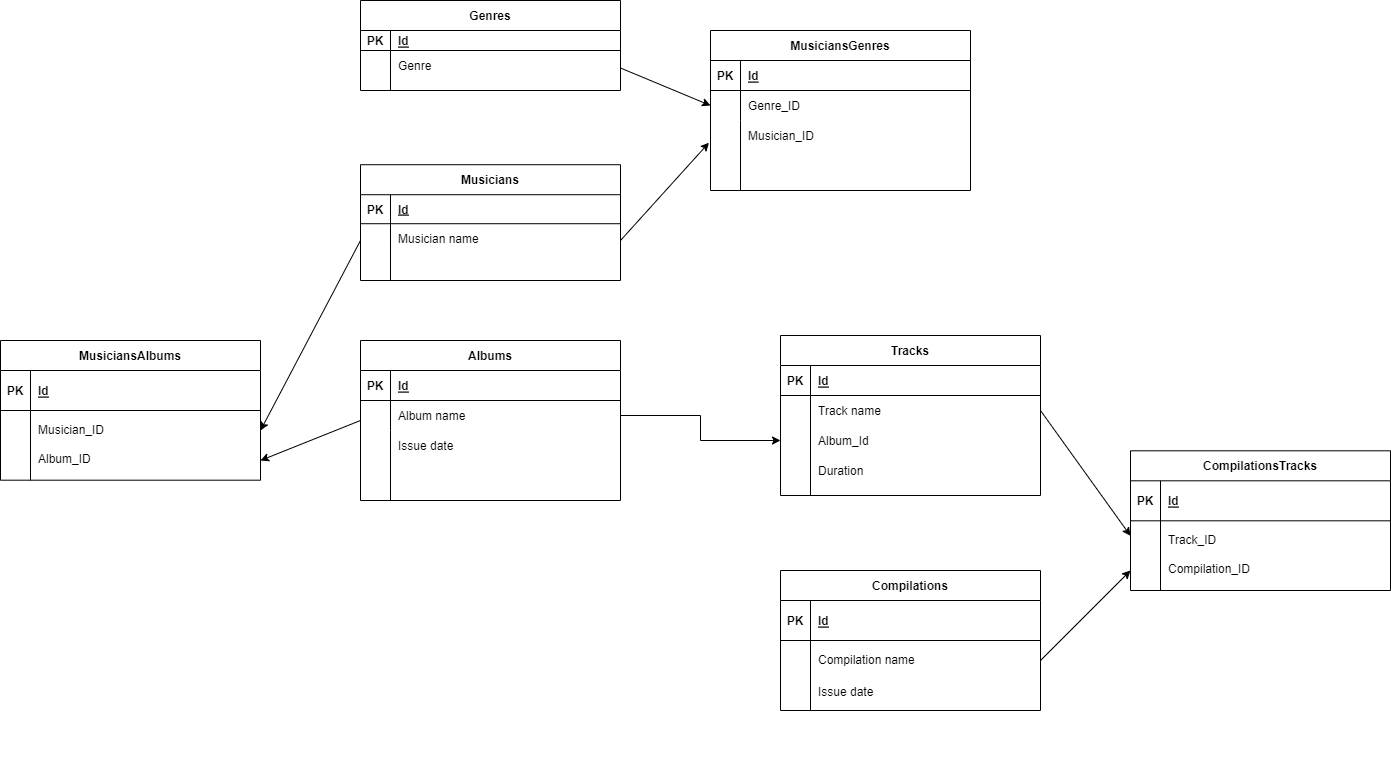 Genres
PK Id
Genre
MusiciansGenres
PK Id
Genre_ID
Musician_ID
Musicians
PK Id
Musician name
MusiciansAlbums
PK Id
Musician_ID
Album_ID
Albums
PK Id
Album name
Issue date
Tracks
PK Id
Track name
Album_Id
Duration
CompilationsTracks
PK Id
Track_ID
Compilation_ID
Compilations
PK Id
Compilation name
Issue date